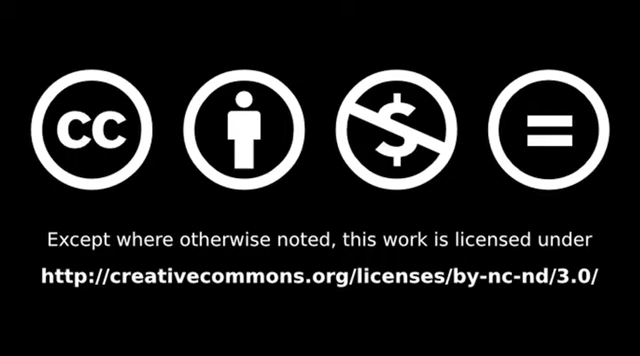 cc
$
=
Except where otherwise noted, this work is licensed under
http://creativecommons.org/licenses/by-nc-nd/3.0/